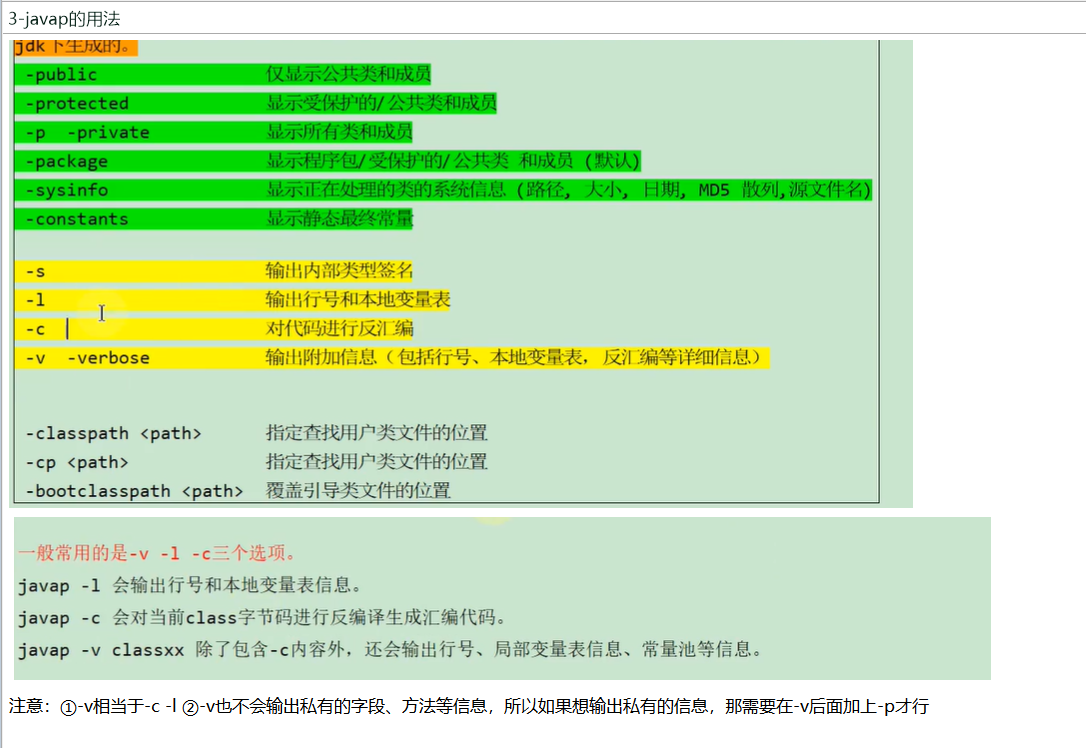 3-javap的用法
jdk下生成的。
-public 仅显示公共类和成员
-protected 显示受保护的/公共类和成员
-p -private 显示所有类和成员
-package 显示程序包/受保护的/公共类 和成员 (默认)
-sysinfo 显示正在处理的类的系统信息 (路径, 大小, 日期, MD5 散列,源文件名)
-constants 显示静态最终常量
-s 输出内部类型签名
-l 输出行号和本地变量表
-c 对代码进行反汇编
-v -verbose 输出附加信息（包括行号、本地变量表，反汇编等详细信息）
-classpath <path> 指定查找用户类文件的位置
-cp <path> 指定查找用户类文件的位置
-bootclasspath <path> 覆盖引导类文件的位置
一般常用的是-v -l -c三个选项。
javap -l 会输出行号和本地变量表信息。
javap -c 会对当前class字节码进行反编译生成汇编代码。
javap -v classxx 除了包含-c内容外，还会输出行号、局部变量表信息、常量池等信息。
注意：①-v相当于-c -l ②-v也不会输出私有的字段、方法等信息，所以如果想输出私有的信息，那需要在-v后面加上-p才行